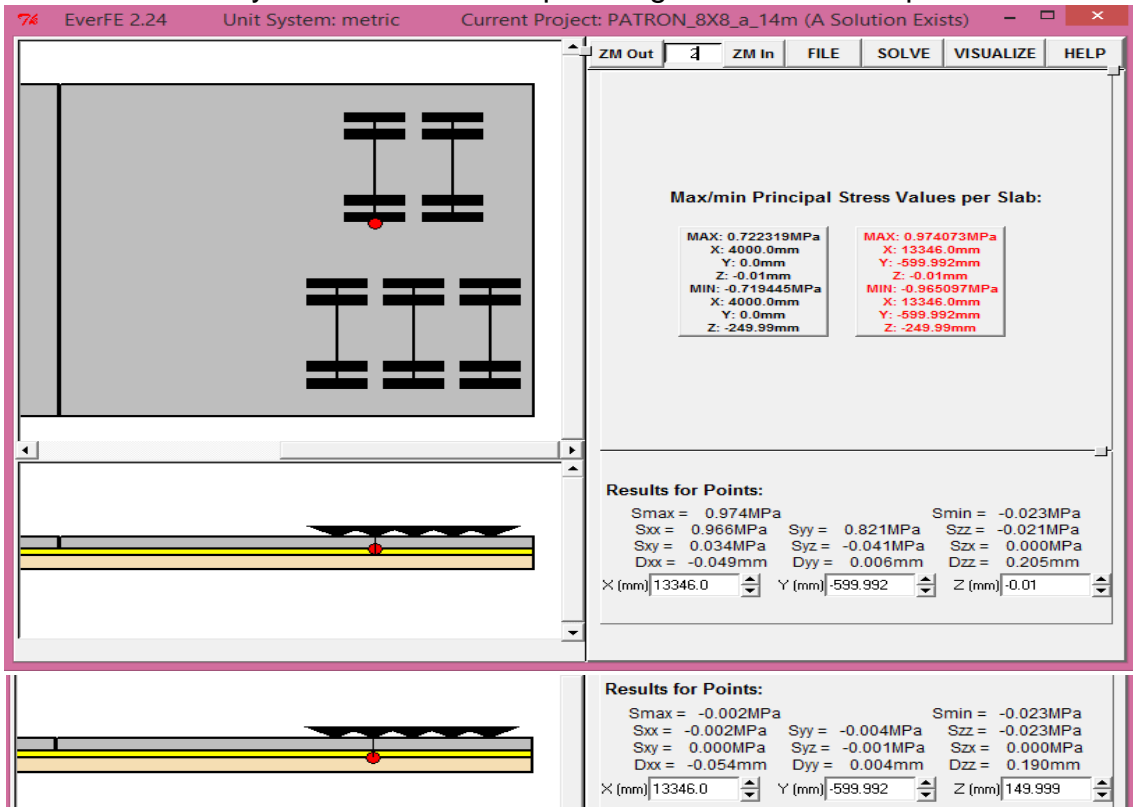 EverFE 2.24 Unit System: metric Current Project: PATRON_8X8_a_14m (A Solution Exists)
ZM Out 2 ZM In FILE SOLVE VISUALIZE HELP
Max/min Principal Stress Values per Slab:
MAX: 0.722319MPa
X: 4000.0mm
Y: 0.0mm
Z: -0.01mm
MIN: -0.719445MPa
X: 4000.0mm
Y: 0.0mm
Z: -249.99mm
MAX: 0.974073MPa
X: 13346.0mm
Y: -599.992mm
Z: -0.01mm
MIN: -0.965097MPa
X: 13346.0mm
Y: -599.992mm
Z: -249.99mm
Results for Points:
Smax = 0.974MPa Smin = -0.023MPa
Sxx = 0.966MPa Syy = 0.821MPa Szz = -0.021MPa
Sxy = 0.034MPa Syz = -0.041MPa Szx = 0.000MPa
Dxx = -0.049mm Dyy = 0.006mm Dzz = 0.205mm
X (mm) 13346.0 Y (mm) -599.992 Z (mm) -0.01
Results for Points:
Smax = -0.002MPa Smin = -0.023MPa
Sxx = -0.002MPa Syy = -0.004MPa Szz = -0.023MPa
Sxy = 0.000MPa Syz = -0.001MPa Szx = 0.000MPa
Dxx = -0.054mm Dyy = 0.004mm Dzz = 0.190mm
X (mm) 13346.0 Y (mm) -599.992 Z (mm) 149.999